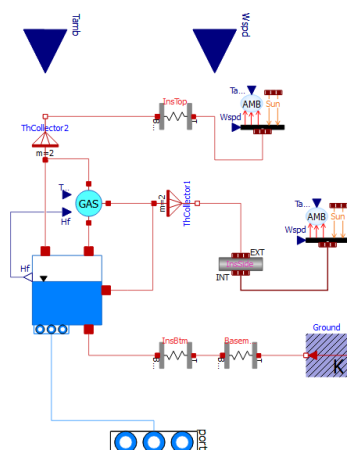 Tamb
Wspd
InsTop
B...
T
Ta...
AMB
Sun
Wspd
ThCollector2
m=2
T...
GAS
Hf
m=2
ThCollector1
Ta...
AMB
Sun
Wspd
EXT
INT
Hf
InsBtm
B...
T
Basem...
B...
T
Ground
K
port